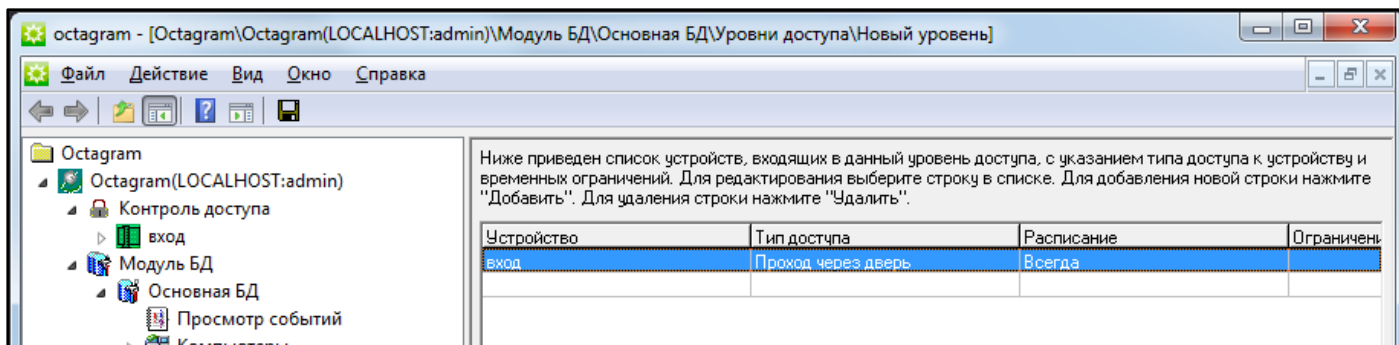 octagram - [Octagram\Octagram(LOCALHOST:admin)\Модуль БД\Основная БД\Уровни доступа\Новый уровень]
Файл Действие Вид Окно Справка
Octagram
Octagram(LOCALHOST:admin)
Контроль доступа
вход
Модуль БД
Основная БД
Просмотр событий
Компьютеры
Ниже приведен список устройств, входящих в данный уровень доступа, с указанием типа доступа к устройству и
временных ограничений. Для редактирования выберите строку в списке. Для добавления новой строки нажмите
"Добавить". Для удаления строки нажмите "Удалить".
Устройство Тип доступа Расписание Ограничени
вход Проход через дверь Всегда